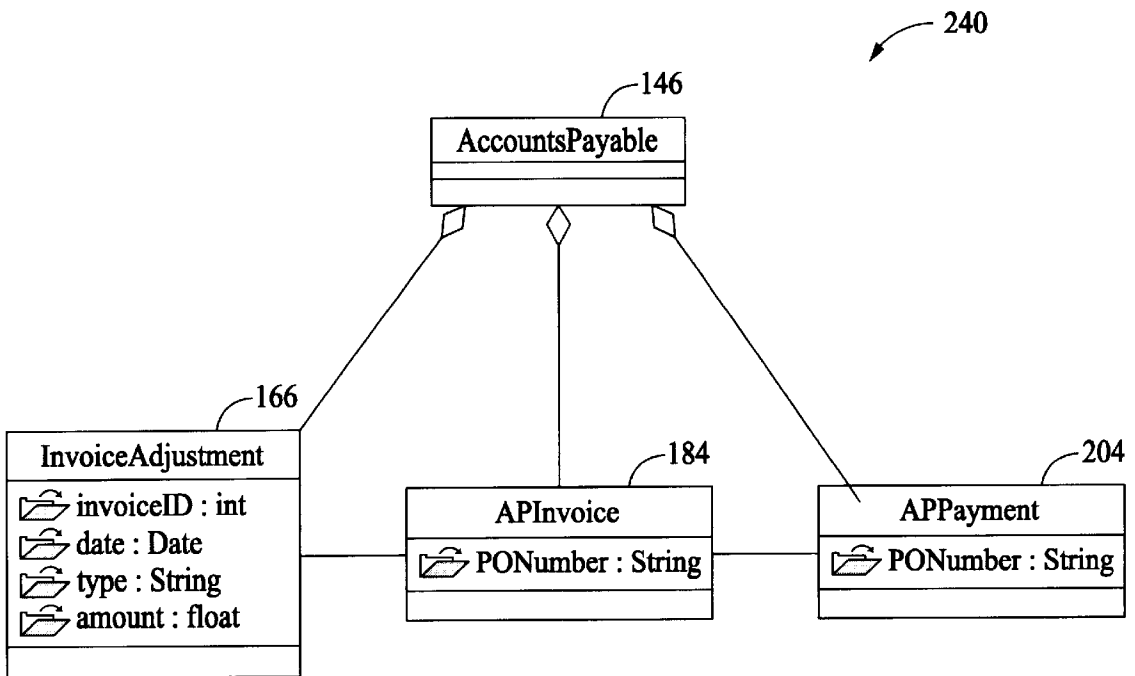 240
146
AccountsPayable
166
InvoiceAdjustment
invoiceID : int
date : Date
type : String
amount : float
184
APInvoice
PONumber : String
204
APPayment
PONumber : String